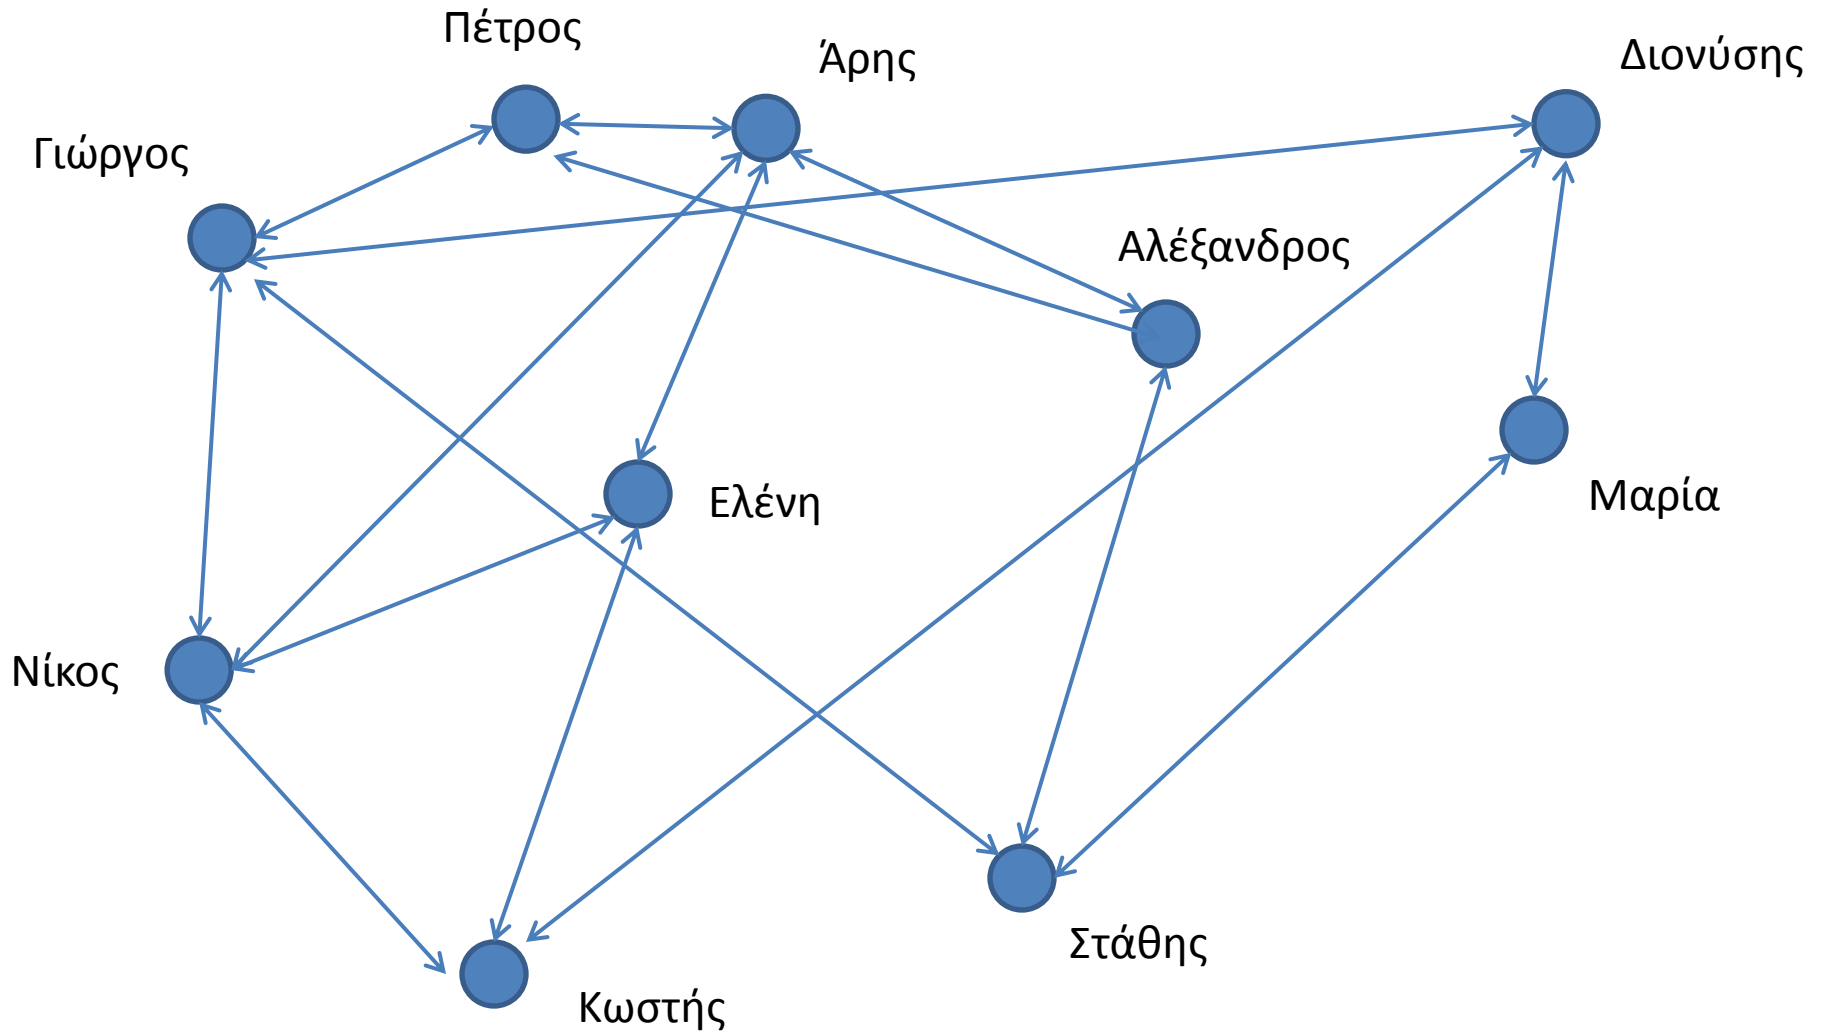 Πέτρος
Άρης
Διονύσης
Γιώργος
Αλέξανδρος
Ελένη
Μαρία
Νίκος
Στάθης
Κωστής